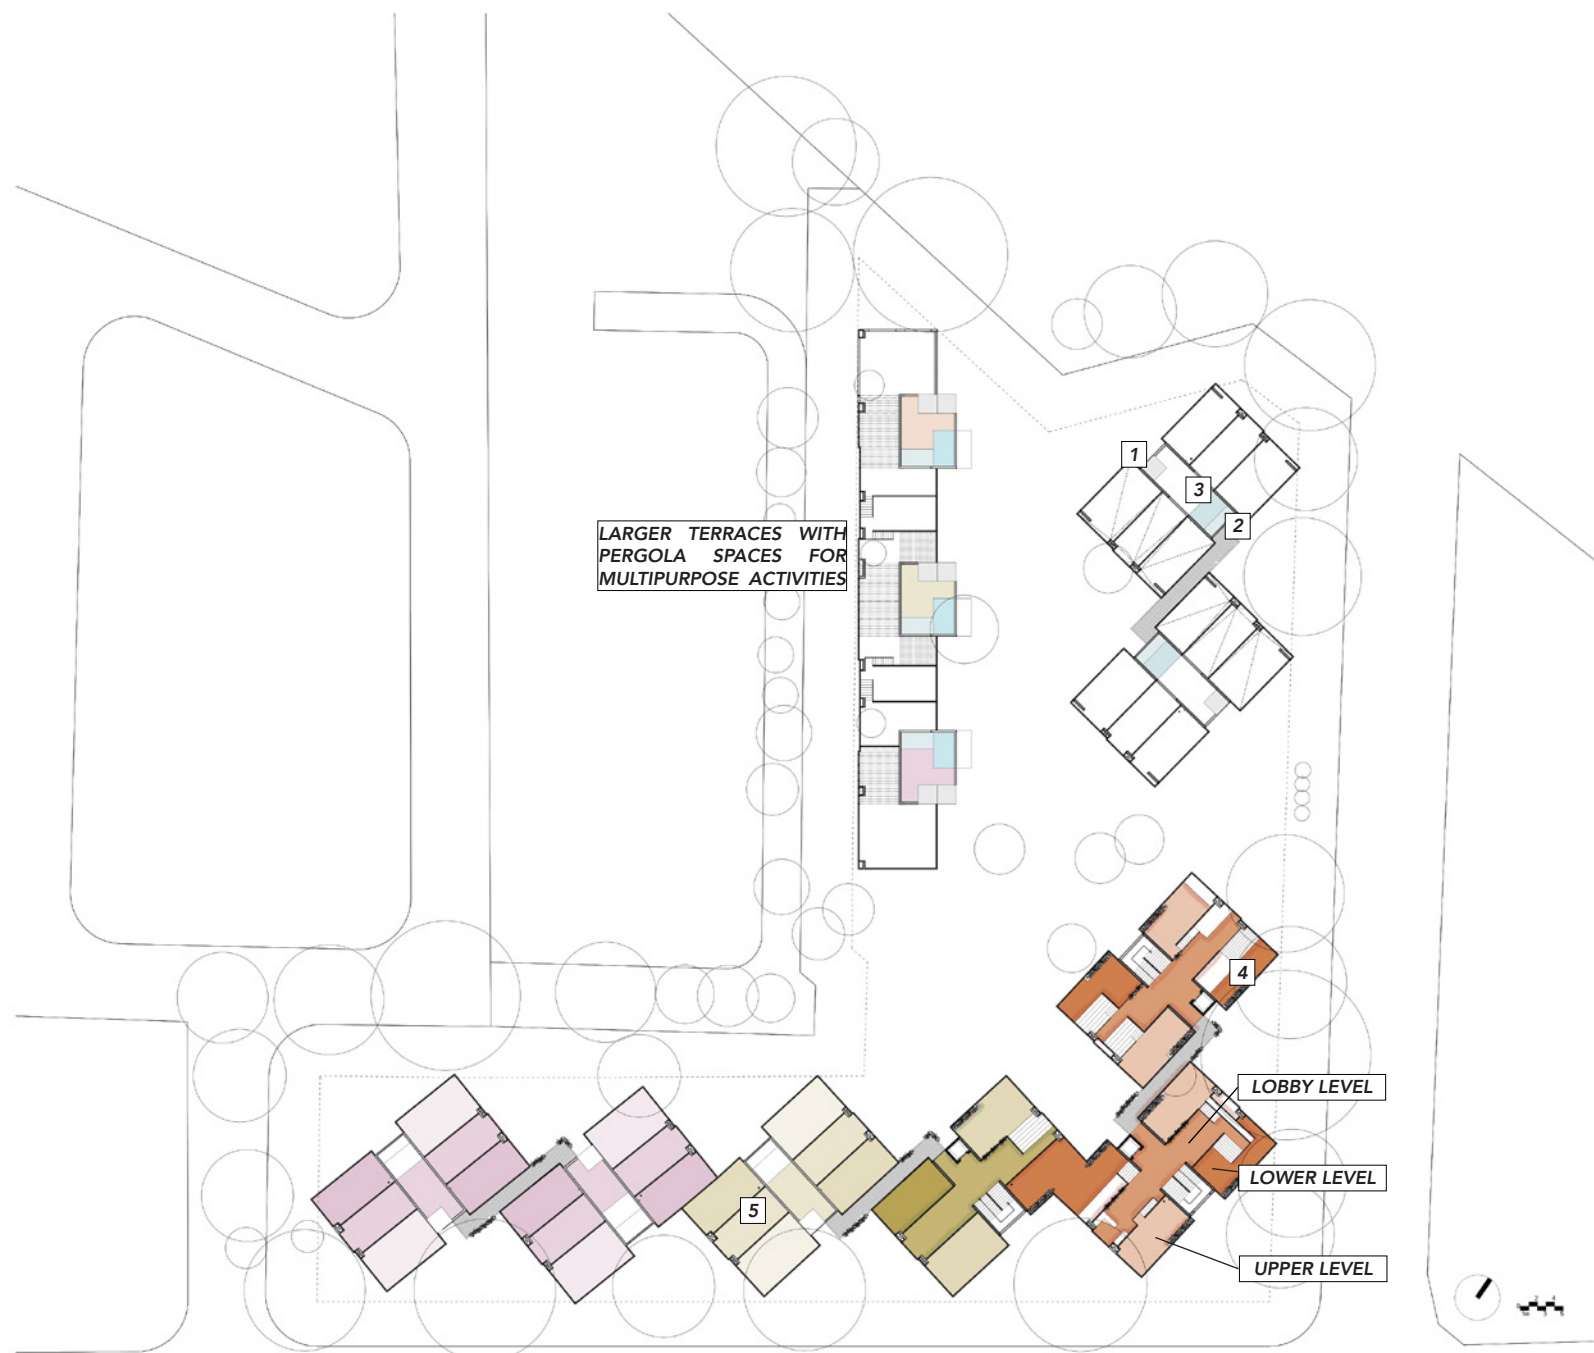 1
3
2
LARGER TERRACES WITH
PERGOLA SPACES FOR
MULTIPURPOSE ACTIVITIES
4
LOBBY LEVEL
LOWER LEVEL
5
UPPER LEVEL